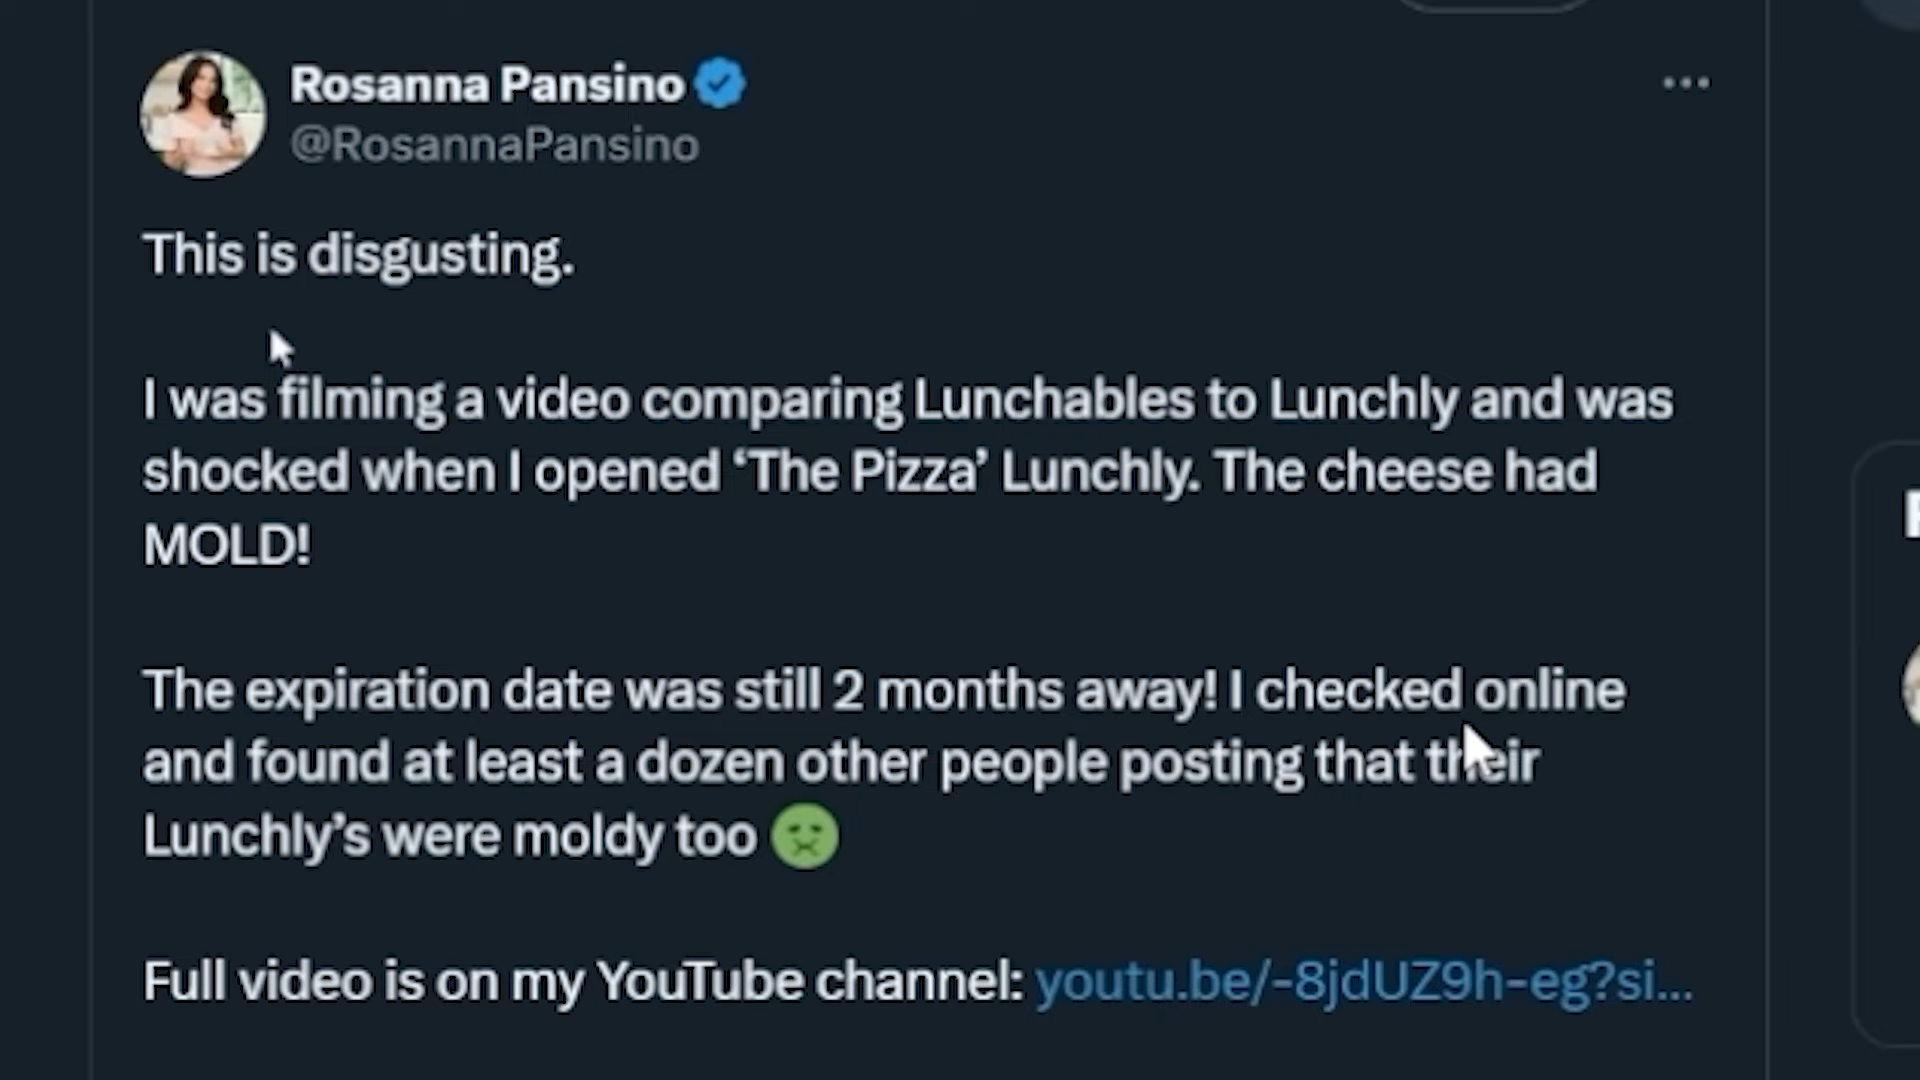 Rosanna Pansino
@RosannaPansino
This is disgusting.
I was filming a video comparing Lunchables to Lunchly and was
shocked when I opened ‘The Pizza’ Lunchly. The cheese had
MOLD!
The expiration date was still 2 months away! I checked online
and found at least a dozen other people posting that their
Lunchly’s were moldy too
Full video is on my YouTube channel: youtu.be/-8jdUZ9h-eg?si...